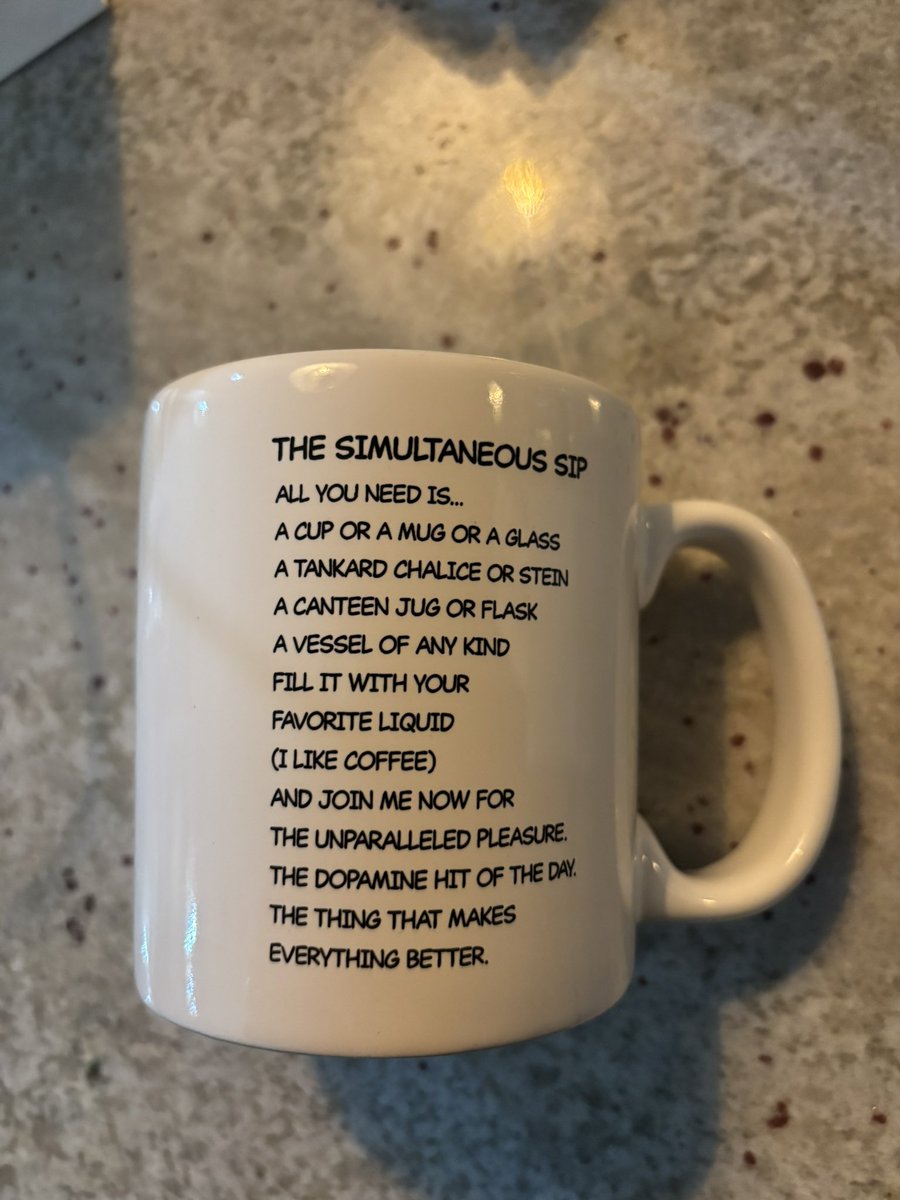 THE SIMULTANEOUS SIP
ALL YOU NEED IS...
A CUP OR A MUG OR A GLASS
A TANKARD CHALICE OR STEIN
A CANTEEN JUG OR FLASK
A VESSEL OF ANY KIND
FILL IT WITH YOUR
FAVORITE LIQUID
(I LIKE COFFEE)
AND JOIN ME NOW FOR
THE UNPARALLELED PLEASURE.
THE DOPAMINE HIT OF THE DAY.
THE THING THAT MAKES
EVERYTHING BETTER.